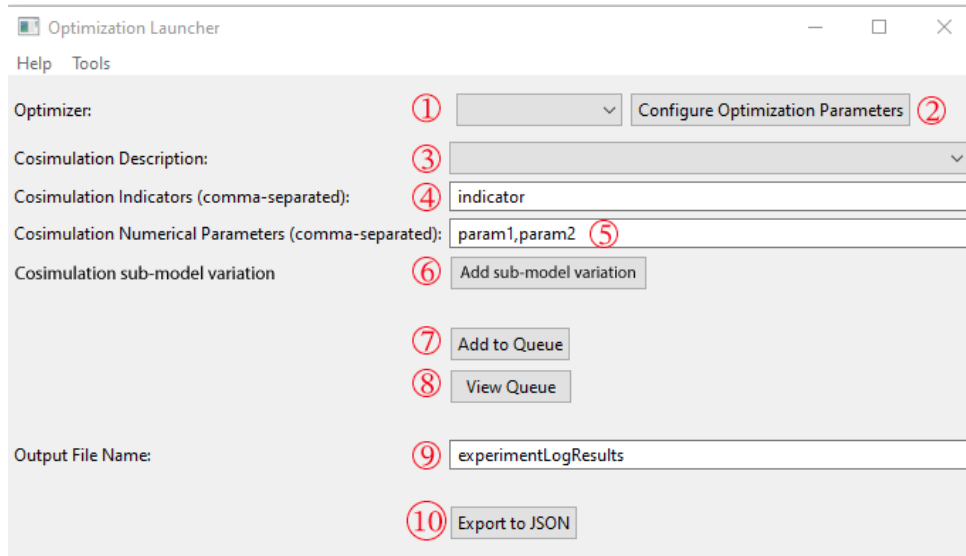 Optimization Launcher
Help Tools
Optimizer: ① Configure Optimization Parameters ②
Cosimulation Description: ③
Cosimulation Indicators (comma-separated): ④ indicator
Cosimulation Numerical Parameters (comma-separated): param1,param2 ⑤
Cosimulation sub-model variation ⑥ Add sub-model variation
⑦ Add to Queue
⑧ View Queue
Output File Name: ⑨ experimentLogResults
⑩ Export to JSON